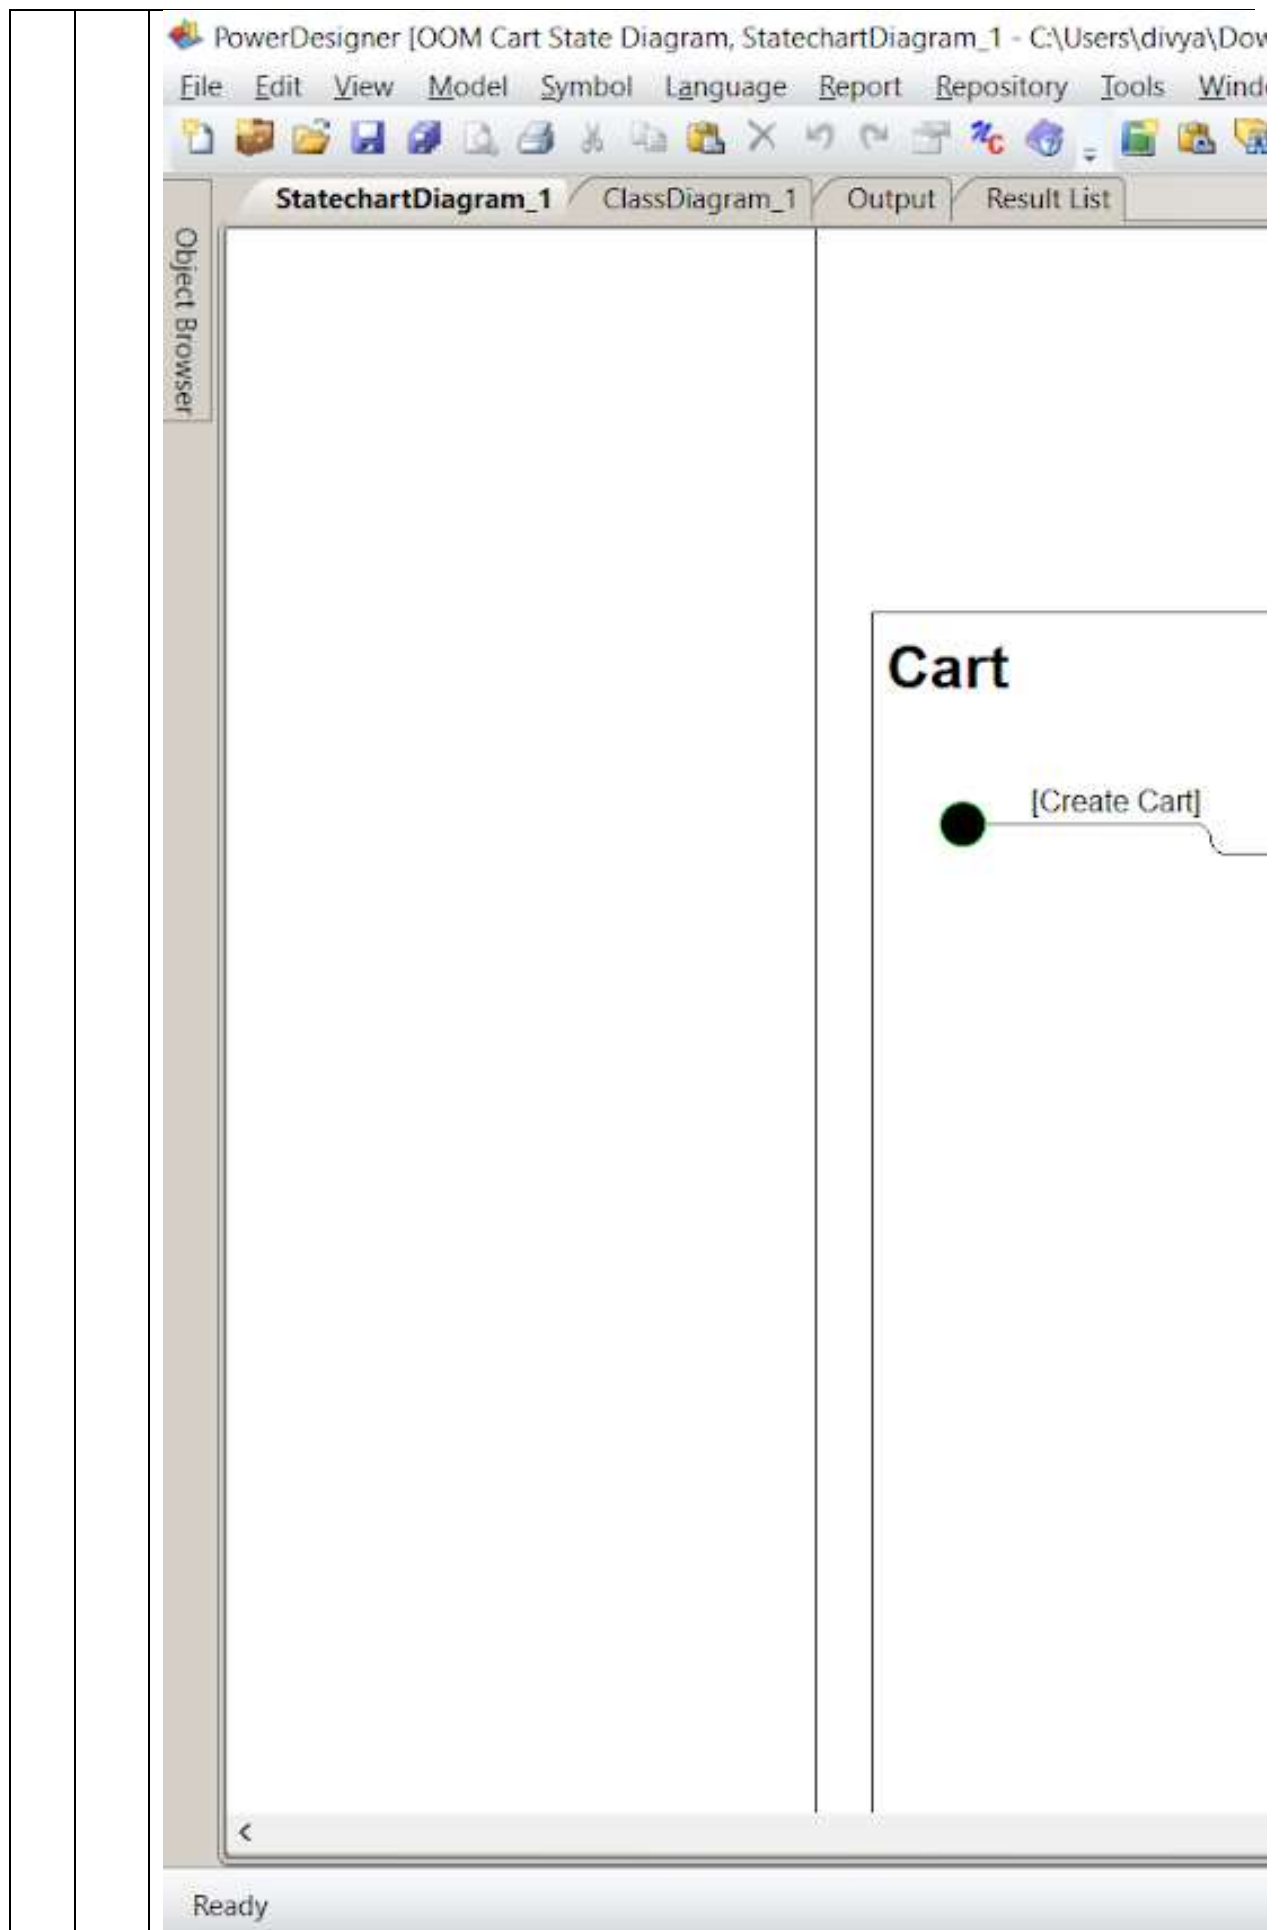 PowerDesigner [OOM Cart State Diagram, StatechartDiagram_1 - C:\Users\divya\Dow
File Edit View Model Symbol Language Report Repository Tools Wind
StatechartDiagram_1 ClassDiagram_1 Output Result List
Object Browser
Cart
[Create Cart]
Ready